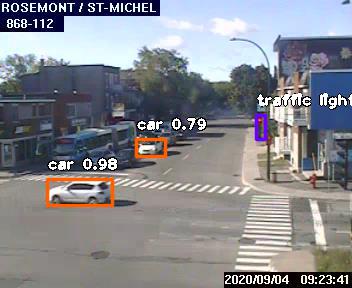 ROSEMONT / ST-MICHEL
868-112
traffic light
car 0.79
car 0.98
2020/09/04 09:23:41